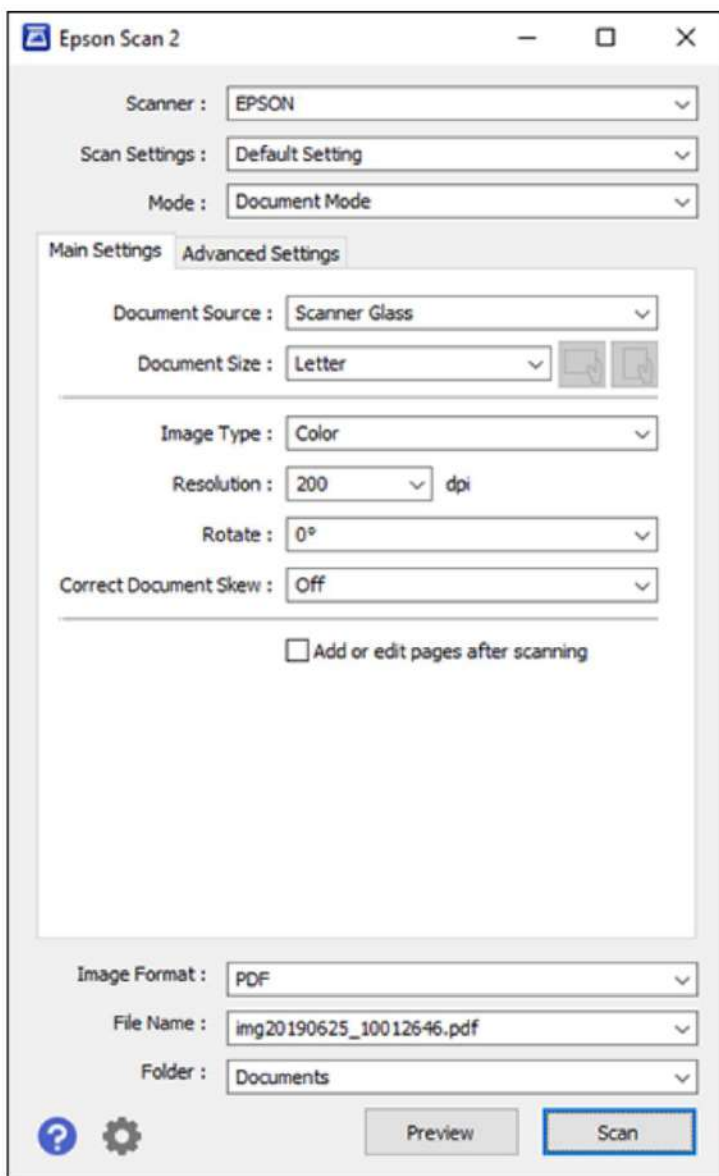 Epson Scan 2
Scanner : EPSON
Scan Settings : Default Setting
Mode : Document Mode
Main Settings Advanced Settings
Document Source : Scanner Glass
Document Size : Letter
Image Type : Color
Resolution : 200 dpi
Rotate : 0°
Correct Document Skew : Off
Add or edit pages after scanning
Image Format : PDF
File Name : img20190625_10012646.pdf
Folder : Documents
? Preview Scan